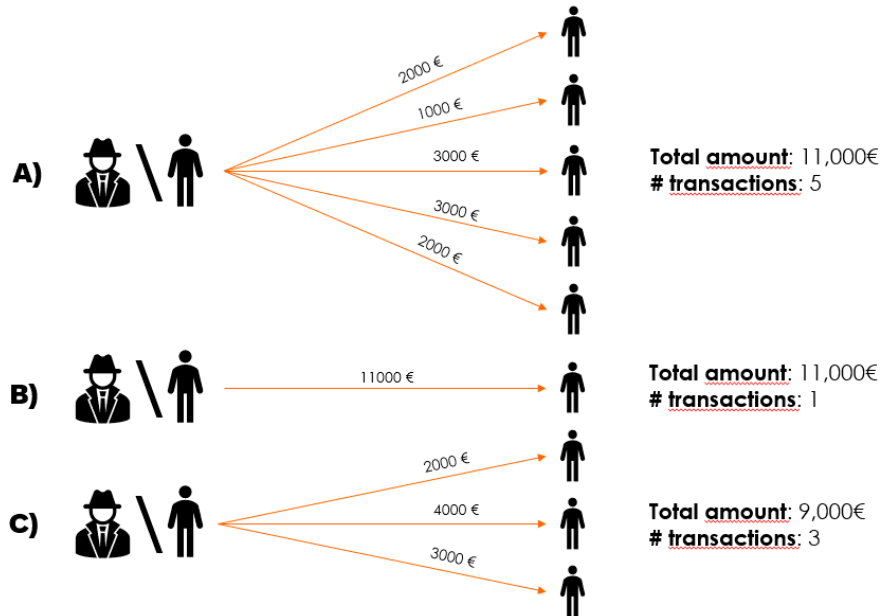 2000 €
1000 €
A)
3000 €
Total amount: 11,000€
# transactions: 5
3000 €
2000 €
B)
11000 €
Total amount: 11,000€
# transactions: 1
2000 €
C)
4000 €
Total amount: 9,000€
# transactions: 3
3000 €